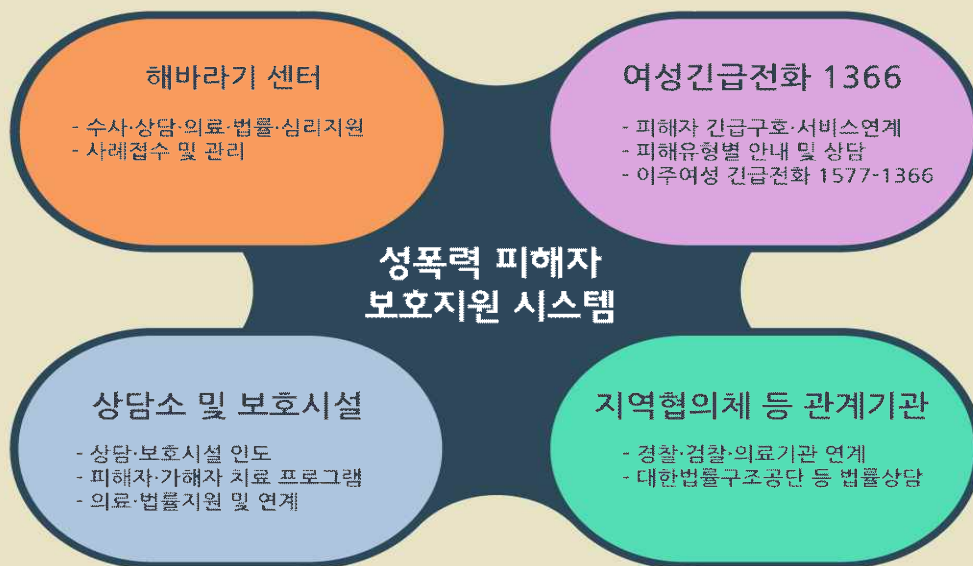 해바라기 센터
- 수사·상담·의료·법률·심리지원
- 사례접수 및 관리
여성긴급전화 1366
- 피해자 긴급구호·서비스연계
- 피해유형별 안내 및 상담
- 이주여성 긴급전화 1577-1366
성폭력 피해자
보호지원 시스템
상담소 및 보호시설
- 상담·보호시설 인도
- 피해자·가해자 치료 프로그램
- 의료·법률지원 및 연계
지역협의체 등 관계기관
- 경찰·검찰·의료기관 연계
- 대한법률구조공단 등 법률상담